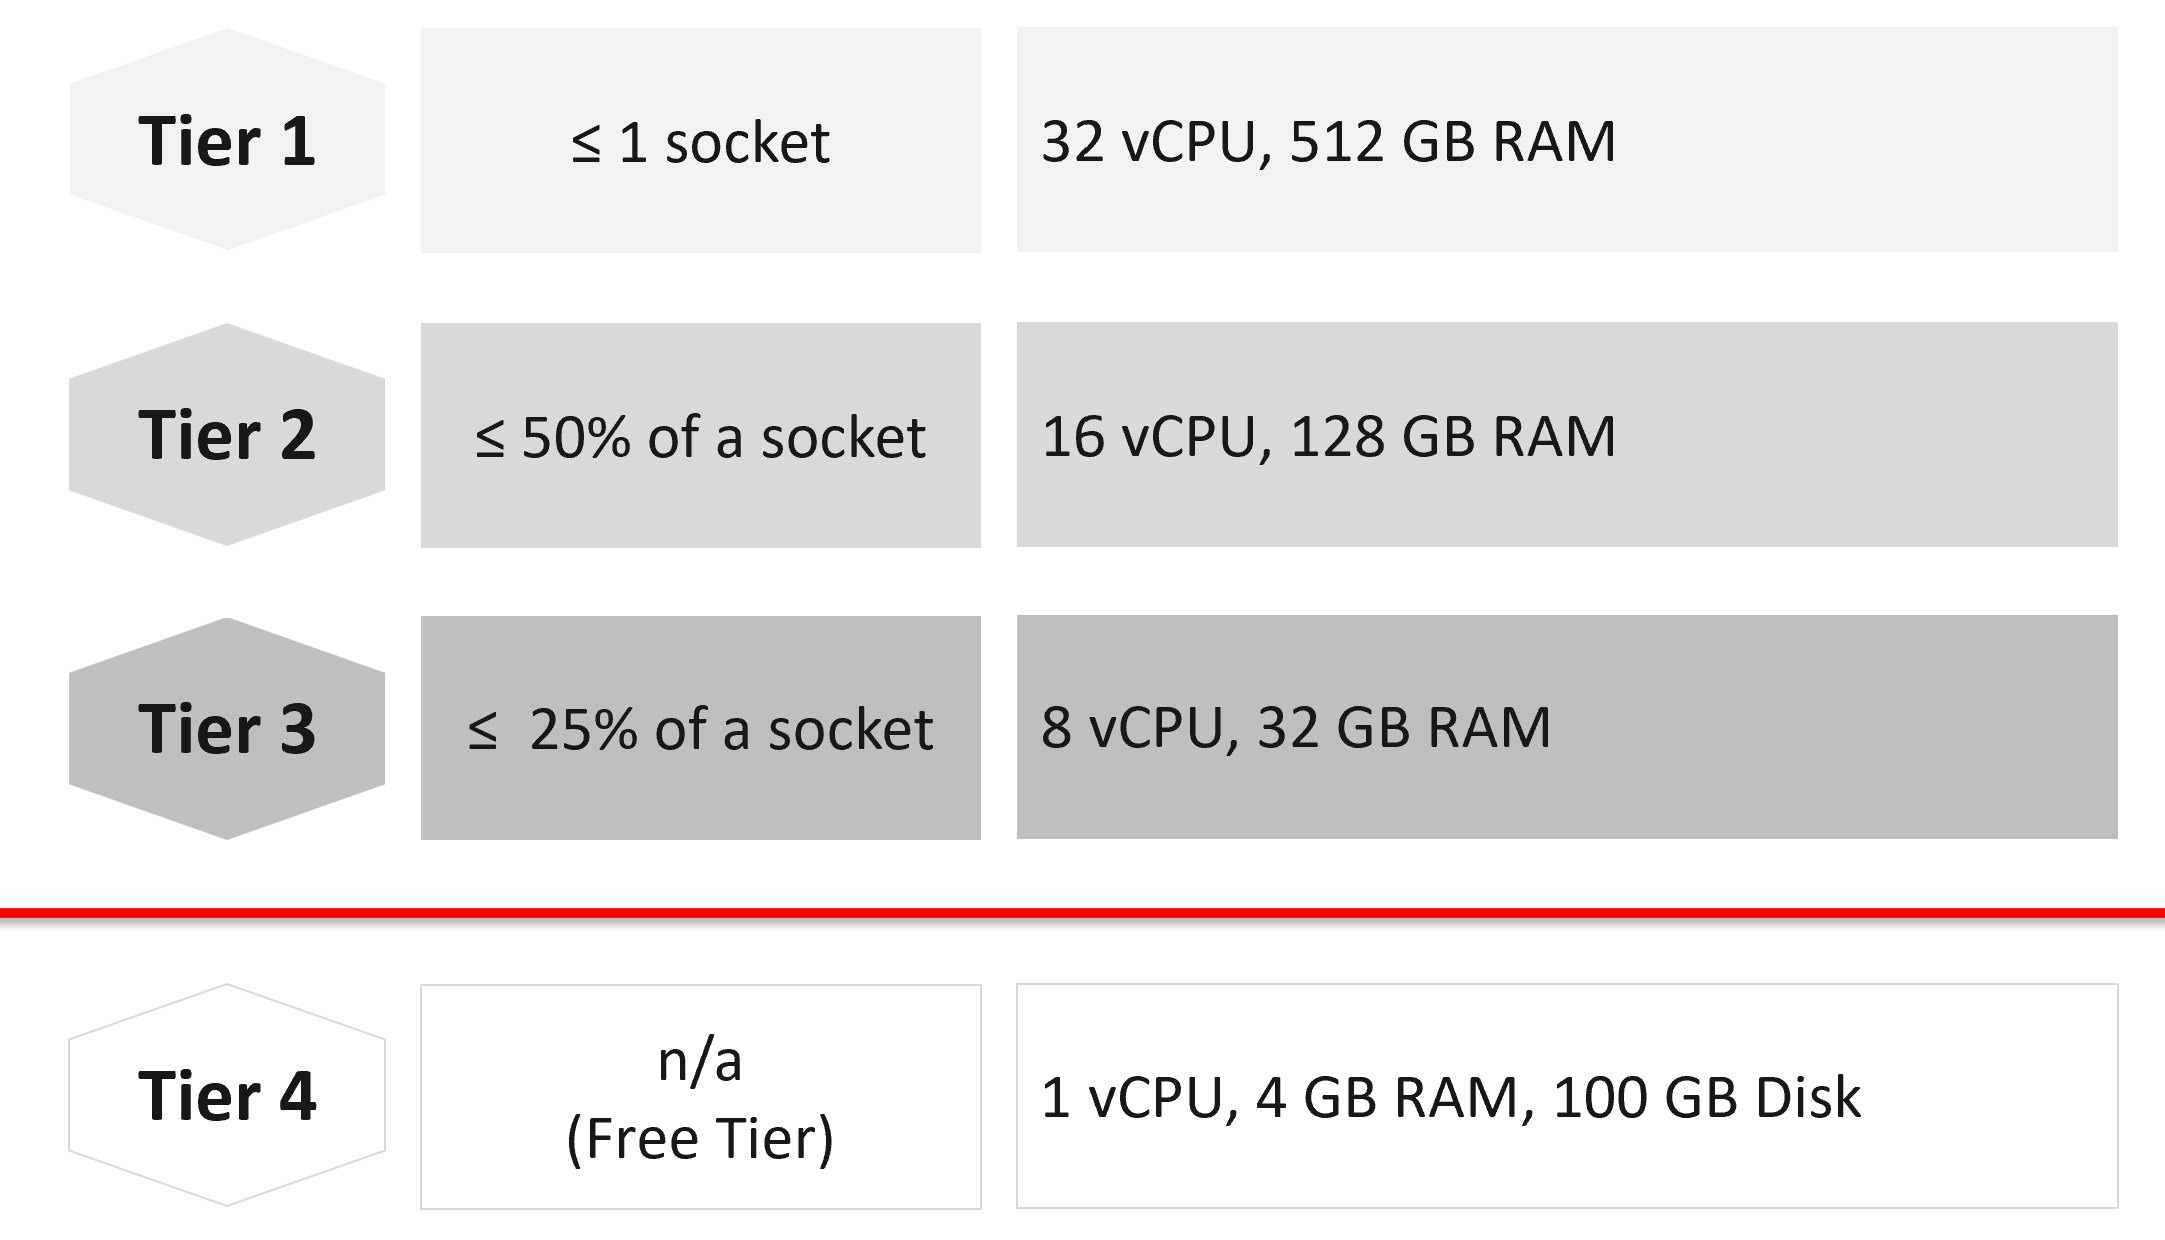 Tier 1
≤ 1 socket
32 vCPU, 512 GB RAM
Tier 2
≤ 50% of a socket
16 vCPU, 128 GB RAM
Tier 3
≤ 25% of a socket
8 vCPU, 32 GB RAM
Tier 4
n/a
(Free Tier)
1 vCPU, 4 GB RAM, 100 GB Disk